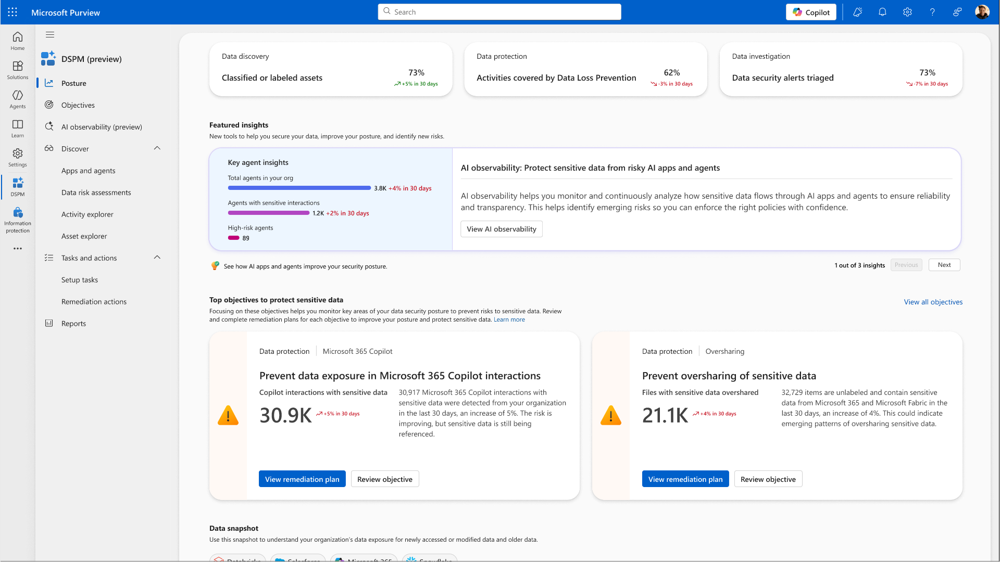 Microsoft Purview
Search
Copilot
Home
Solutions
Agents
Learn
Settings
DSPM
Information
protection
DSPM (preview)
Posture
Objectives
AI observability (preview)
Discover
Apps and agents
Data risk assessments
Activity explorer
Asset explorer
Tasks and actions
Setup tasks
Remediation actions
Reports
Data discovery
Classified or labeled assets
73%
+5% in 30 days
Data protection
Activities covered by Data Loss Prevention
62%
-3% in 30 days
Data investigation
Data security alerts triaged
73%
-7% in 30 days
Featured insights
New tools to help you secure your data, improve your posture, and identify new risks.
Key agent insights
Total agents in your org
3.8K +4% in 30 days
Agents with sensitive interactions
1.2K +2% in 30 days
High-risk agents
89
AI observability: Protect sensitive data from risky AI apps and agents
AI observability helps you monitor and continuously analyze how sensitive data flows through AI apps and agents to ensure reliability
and transparency. This helps identify emerging risks so you can enforce the right policies with confidence.
View AI observability
See how AI apps and agents improve your security posture.
1 out of 3 insights
Previous
Next
Top objectives to protect sensitive data
View all objectives
Focusing on these objectives helps you monitor key areas of your data security posture to prevent risks to sensitive data. Review
and complete remediation plans for each objective to improve your posture and protect sensitive data. Learn more
Data protection
Microsoft 365 Copilot
Prevent data exposure in Microsoft 365 Copilot interactions
Copilot interactions with sensitive data
30.9K
+5% in 30 days
30,917 Microsoft 365 Copilot interactions with
sensitive data were detected from your organization
in the last 30 days, an increase of 5%. The risk is
improving, but sensitive data is still being
referenced.
View remediation plan
Review objective
Data protection
Oversharing
Prevent oversharing of sensitive data
Files with sensitive data overshared
21.1K
+4% in 30 days
32,729 items are unlabeled and contain sensitive
data from Microsoft 365 and Microsoft Fabric in the
last 30 days, an increase of 4%. This could indicate
emerging patterns of oversharing sensitive data.
View remediation plan
Review objective
Data snapshot
Use this snapshot to understand your organization's data exposure for newly accessed or modified data and older data.
Databricks
Salesforce
Microsoft 365
Snowflake